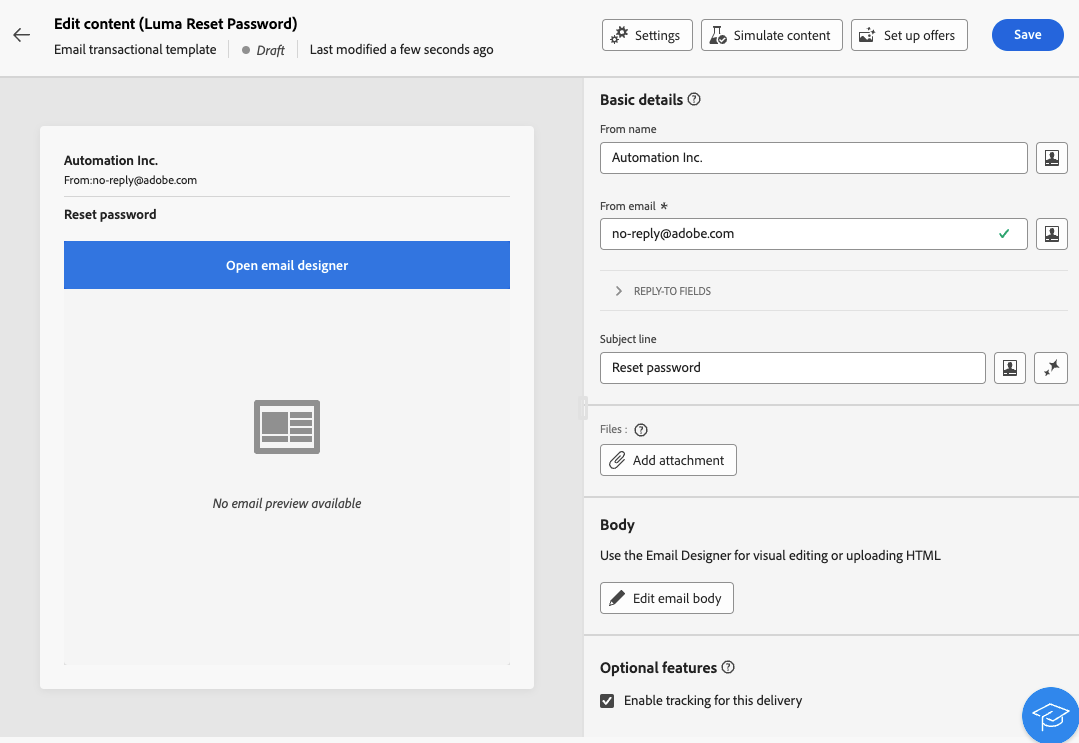 Edit content (Luma Reset Password)
Email transactional template
Draft
Last modified a few seconds ago
Settings
Simulate content
Set up offers
Save
Automation Inc.
From:no-reply@adobe.com
Reset password
Open email designer
No email preview available
Basic details
From name
Automation Inc.
From email *
no-reply@adobe.com
REPLY-TO FIELDS
Subject line
Reset password
Files :
Add attachment
Body
Use the Email Designer for visual editing or uploading HTML
Edit email body
Optional features
Enable tracking for this delivery